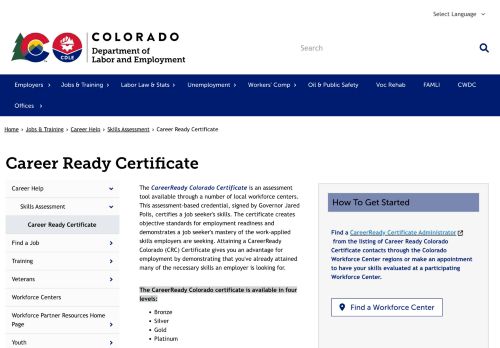 Select Language
COLORADO
Department of
Labor and Employment
CDLE
Search
Employers
Jobs & Training
Labor Law & Stats
Unemployment
Workers' Comp
Oil & Public Safety
Voc Rehab
FAMLI
CWDC
Offices
Home › Jobs & Training › Career Help › Skills Assessment › Career Ready Certificate
Career Ready Certificate
Career Help
Skills Assessment
Career Ready Certificate
Find a Job
Training
Veterans
Workforce Centers
Workforce Partner Resources Home
Page
Youth
The CareerReady Colorado Certificate is an assessment
tool available through a number of local workforce centers.
This assessment-based credential, signed by Governor Jared
Polis, certifies a job seeker's skills. The certificate creates
objective standards for employment readiness and
demonstrates a job seeker's mastery of the work-applied
skills employers are seeking. Attaining a CareerReady
Colorado (CRC) Certificate gives you an advantage for
employment by demonstrating that you've already attained
many of the necessary skills an employer is looking for.
The CareerReady Colorado certificate is available in four
levels:
• Bronze
• Silver
• Gold
• Platinum
How To Get Started
Find a CareerReady Certificate Administrator
from the listing of Career Ready Colorado
Certificate contacts through the Colorado
Workforce Center regions or make an appointment
to have your skills evaluated at a participating
Workforce Center.
Find a Workforce Center